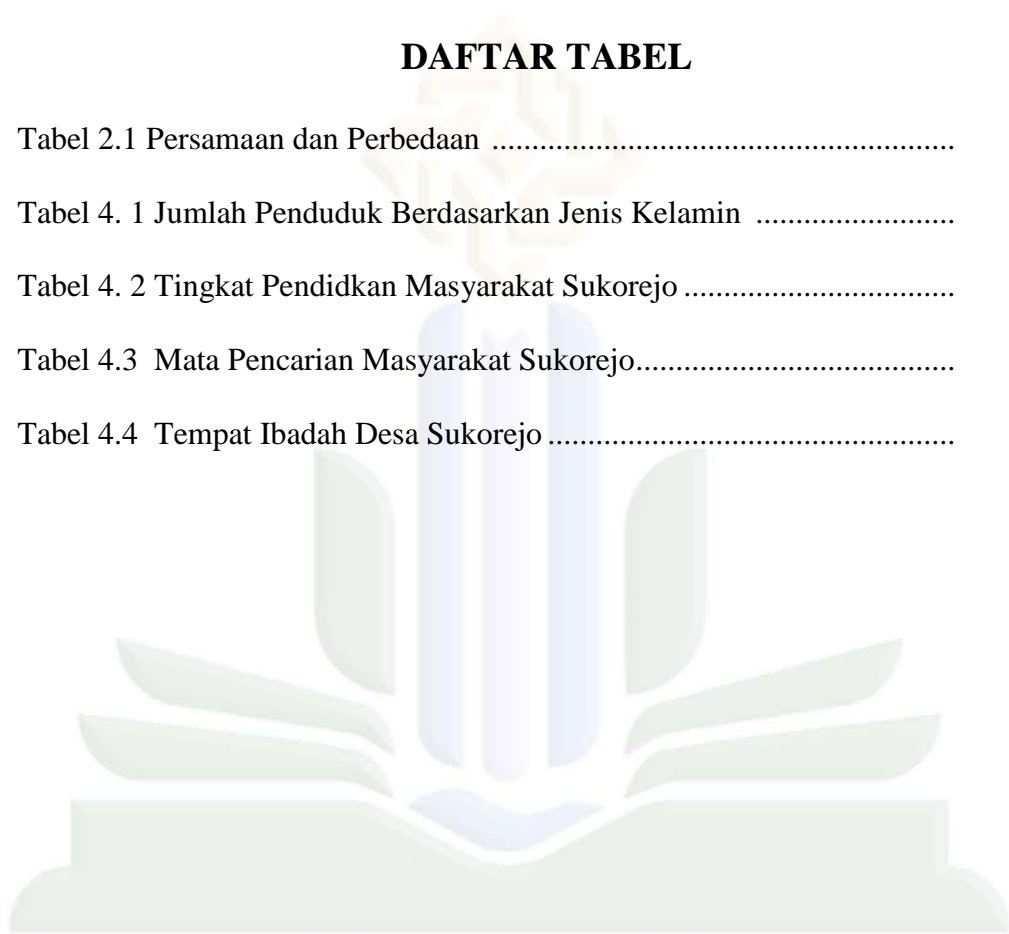 DAFTAR TABEL
Tabel 2.1 Persamaan dan Perbedaan ..........................................................
Tabel 4. 1 Jumlah Penduduk Berdasarkan Jenis Kelamin .........................
Tabel 4. 2 Tingkat Pendidkan Masyarakat Sukorejo ..................................
Tabel 4.3 Mata Pencarian Masyarakat Sukorejo........................................
Tabel 4.4 Tempat Ibadah Desa Sukorejo ...................................................